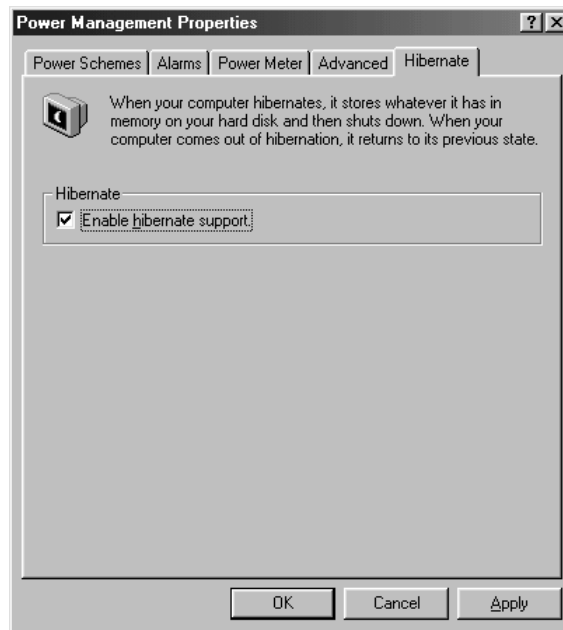 Power Management Properties
Power Schemes Alarms Power Meter Advanced Hibernate
When your computer hibernates, it stores whatever it has in
memory on your hard disk and then shuts down. When your
computer comes out of hibernation, it returns to its previous state.
Hibernate
Enable hibernate support.
OK Cancel Apply